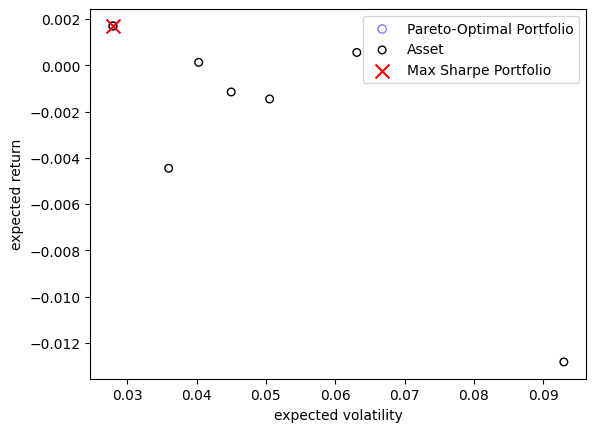 0.002
0.000
−0.002
−0.004
−0.006
−0.008
−0.010
−0.012
expected return
Pareto-Optimal Portfolio
Asset
Max Sharpe Portfolio
0.03 0.04 0.05 0.06 0.07 0.08 0.09
expected volatility